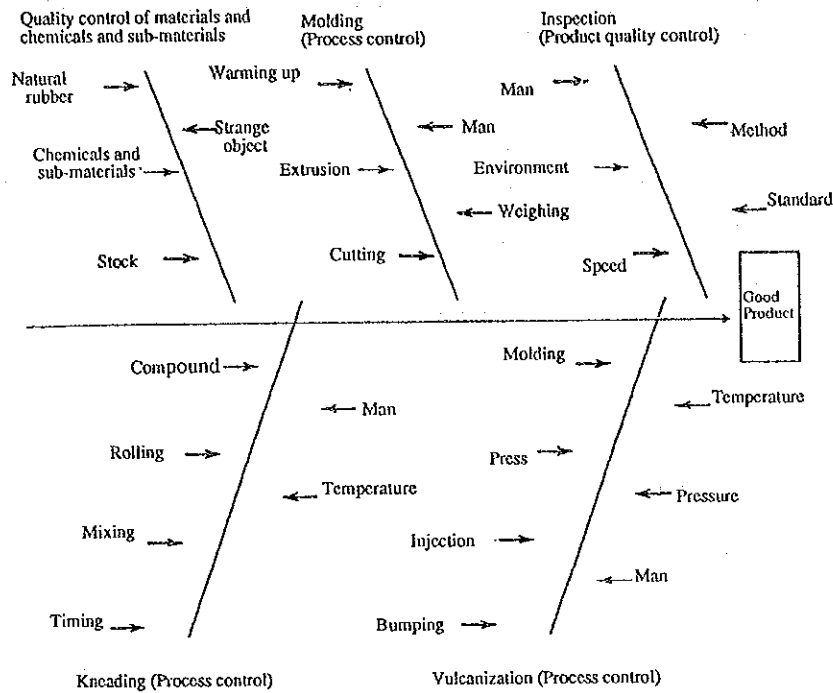 Quality control of materials and
chemicals and sub-materials
Molding
(Process control)
Inspection
(Product quality control)
Natural
rubber
Strange
object
Chemicals and
sub-materials
Stock
Warming up
Man
Extrusion
Weighing
Cutting
Man
Method
Environment
Standard
Speed
Good
Product
Compound
Man
Rolling
Temperature
Mixing
Timing
Kneading (Process control)
Molding
Temperature
Press
Pressure
Injection
Man
Bumping
Vulcanization (Process control)